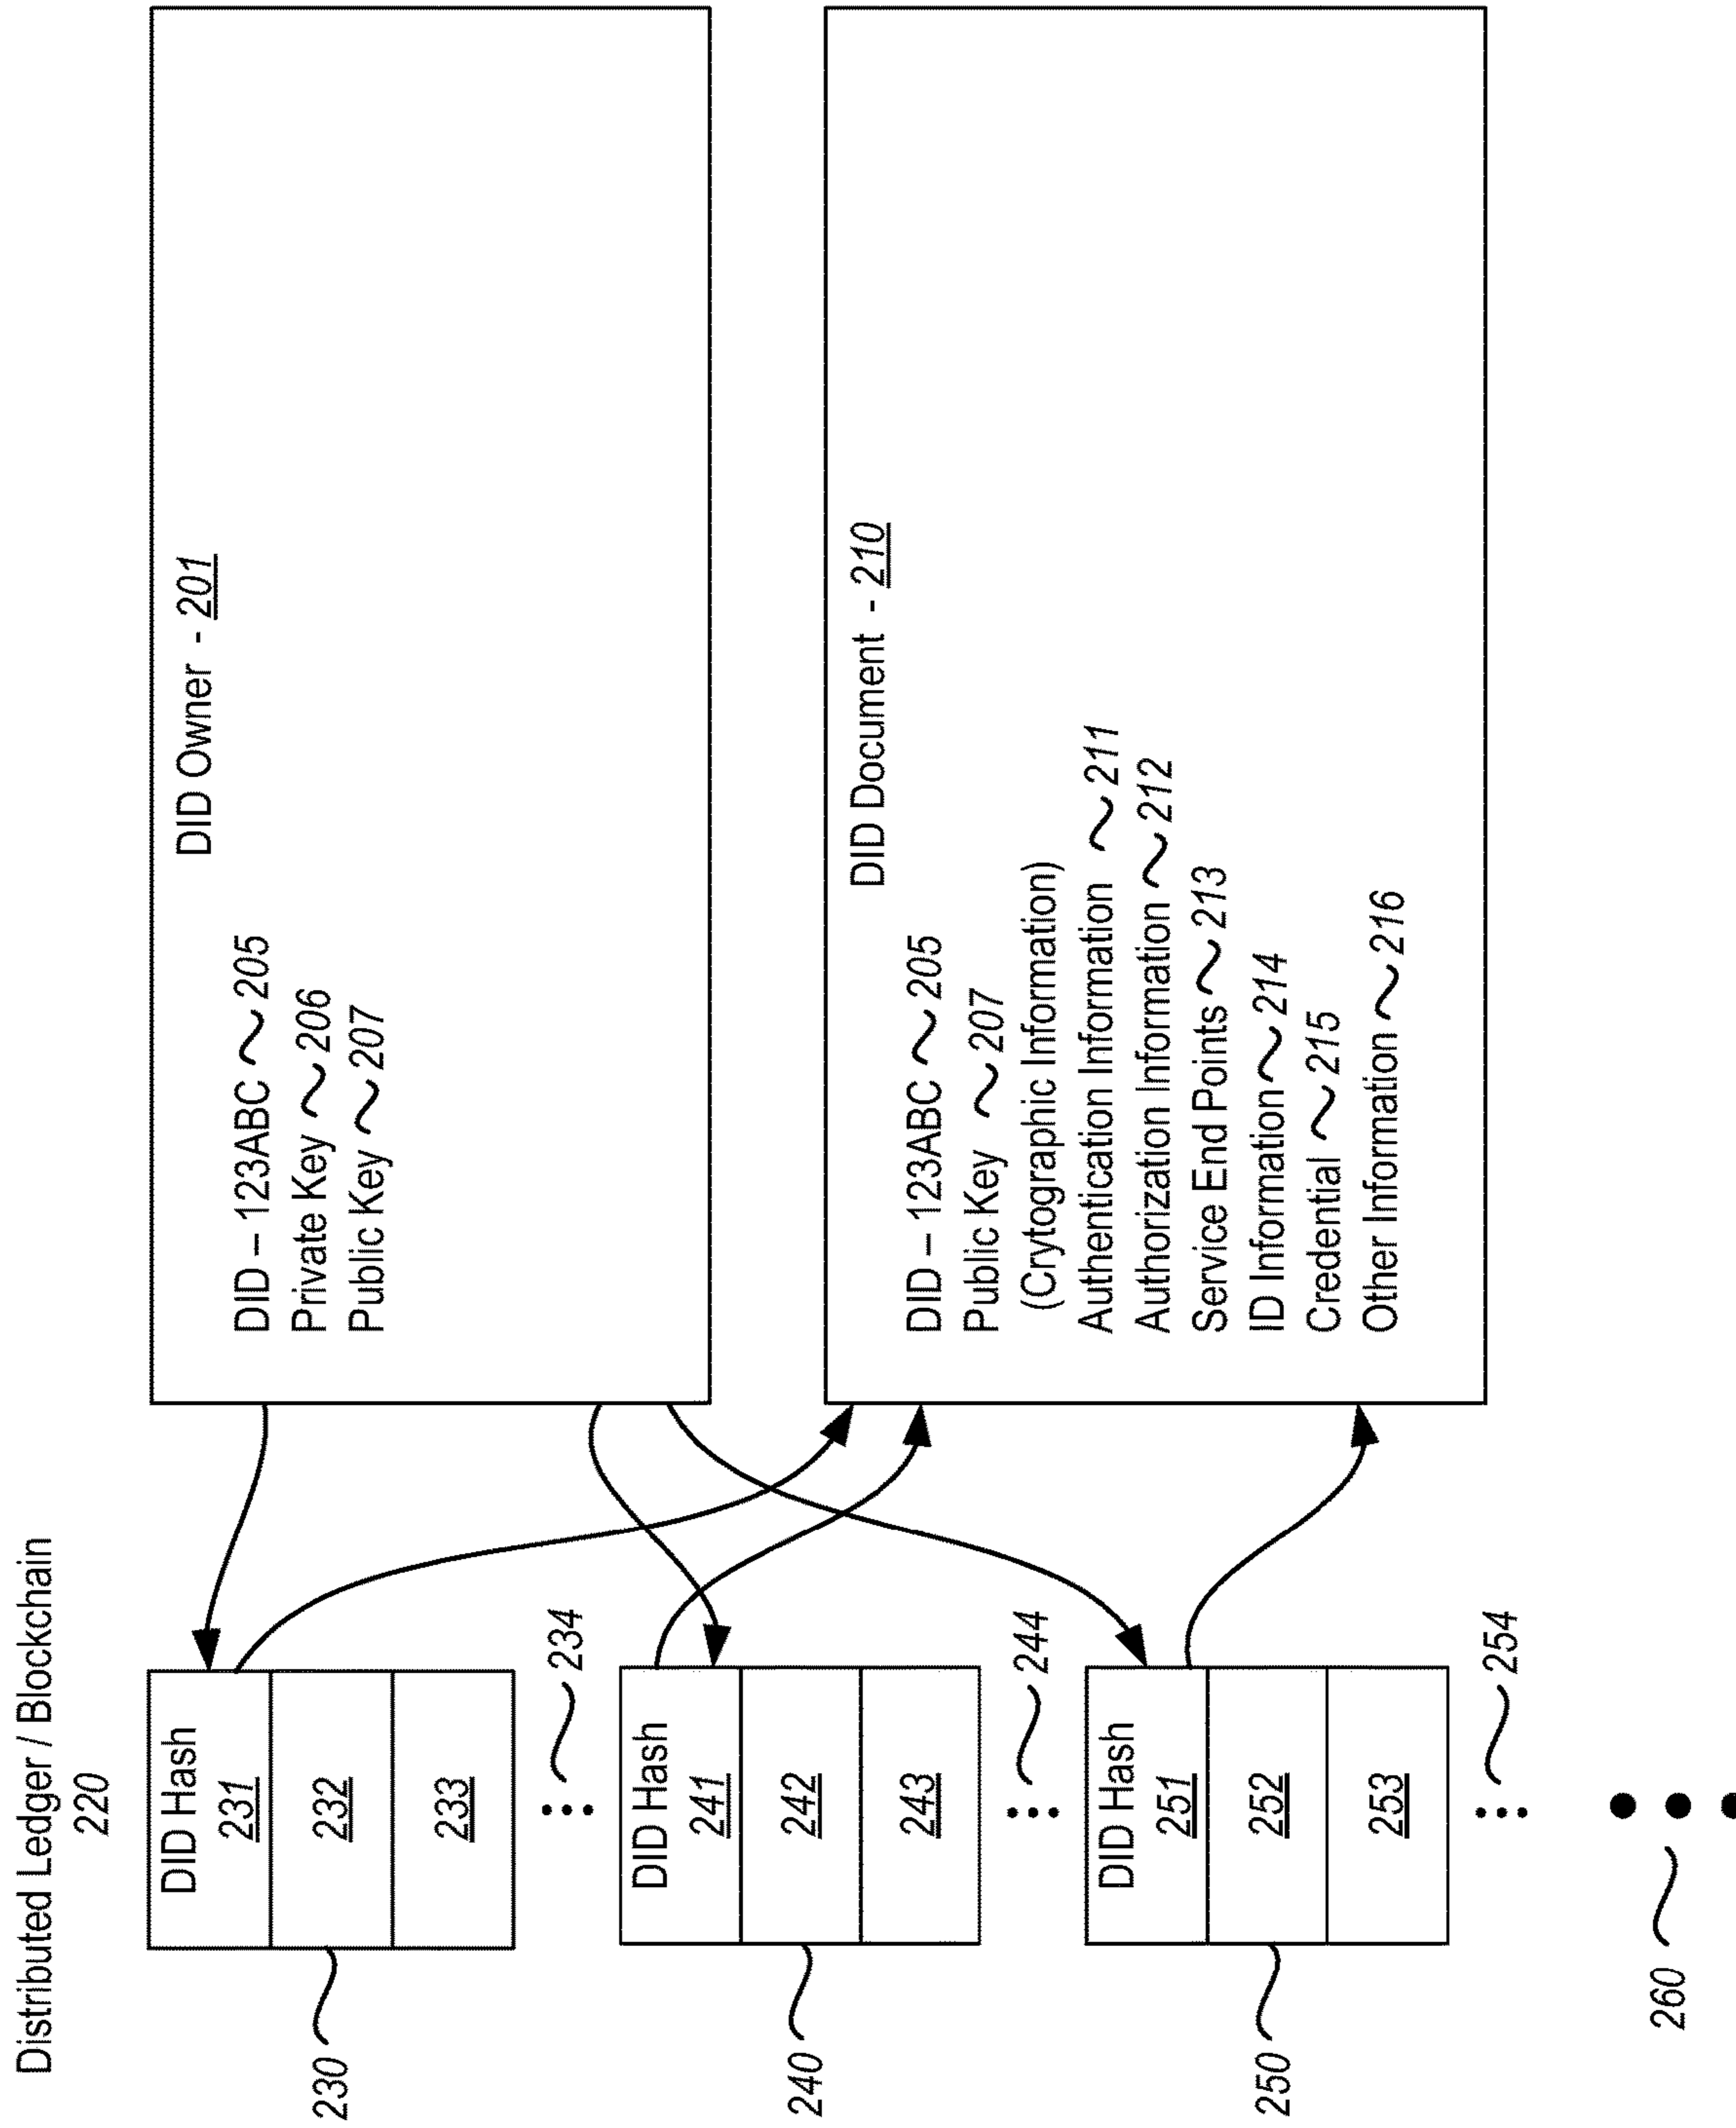 Distributed Ledger / Blockchain
220
DID Hash
231
232
233
234
230
DID Hash
241
242
243
244
240
DID Hash
251
252
253
254
250
260
DID Owner - 201
DID – 123ABC 205
Private Key 206
Public Key 207
DID Document - 210
DID – 123ABC 205
Public Key 207
(Crytographic Information)
Authentication Information 211
Authorization Information 212
Service End Points 213
ID Information 214
Credential 215
Other Information 216